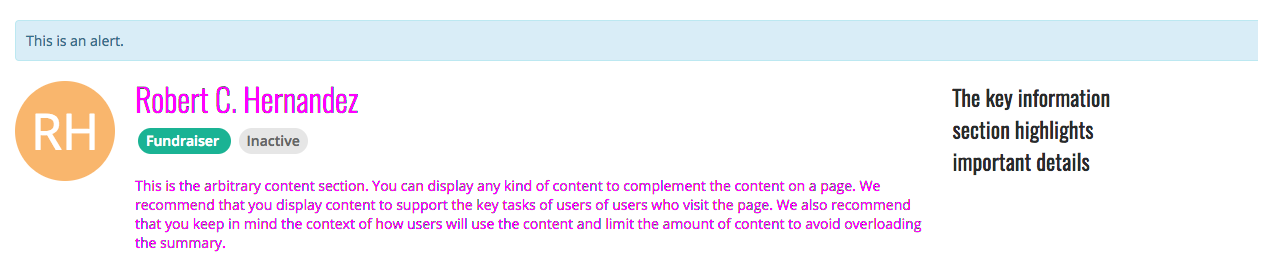 This is an alert.
RH
Robert C. Hernandez
Fundraiser Inactive
This is the arbitrary content section. You can display any kind of content to complement the content on a page. We
recommend that you display content to support the key tasks of users of users who visit the page. We also recommend
that you keep in mind the context of how users will use the content and limit the amount of content to avoid overloading
the summary.
The key information
section highlights
important details